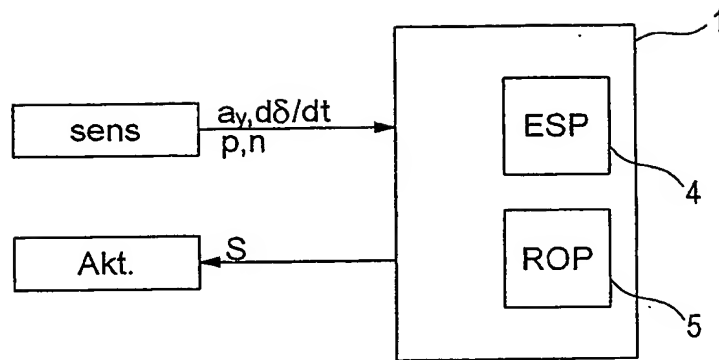 1
sens
a_y,dδ/dt
p,n
ESP
4
Akt.
S
ROP
5